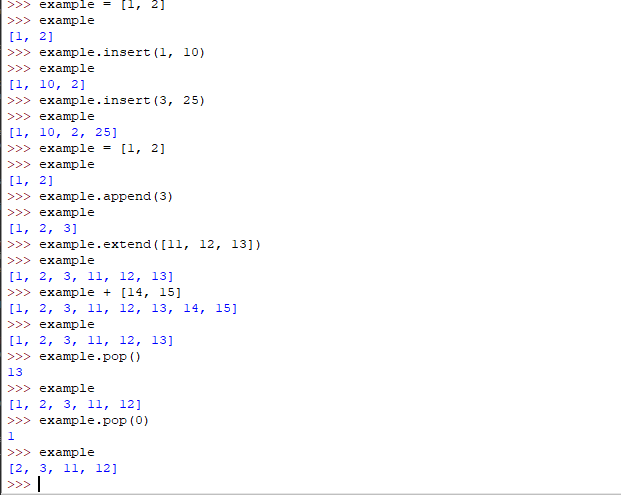 >>> example = [1, 2]
>>> example
[1, 2]
>>> example.insert(1, 10)
>>> example
[1, 10, 2]
>>> example.insert(3, 25)
>>> example
[1, 10, 2, 25]
>>> example = [1, 2]
>>> example
[1, 2]
>>> example.append(3)
>>> example
[1, 2, 3]
>>> example.extend([11, 12, 13])
>>> example
[1, 2, 3, 11, 12, 13]
>>> example + [14, 15]
[1, 2, 3, 11, 12, 13, 14, 15]
>>> example
[1, 2, 3, 11, 12, 13]
>>> example.pop()
13
>>> example
[1, 2, 3, 11, 12]
>>> example.pop(0)
1
>>> example
[2, 3, 11, 12]
>>>